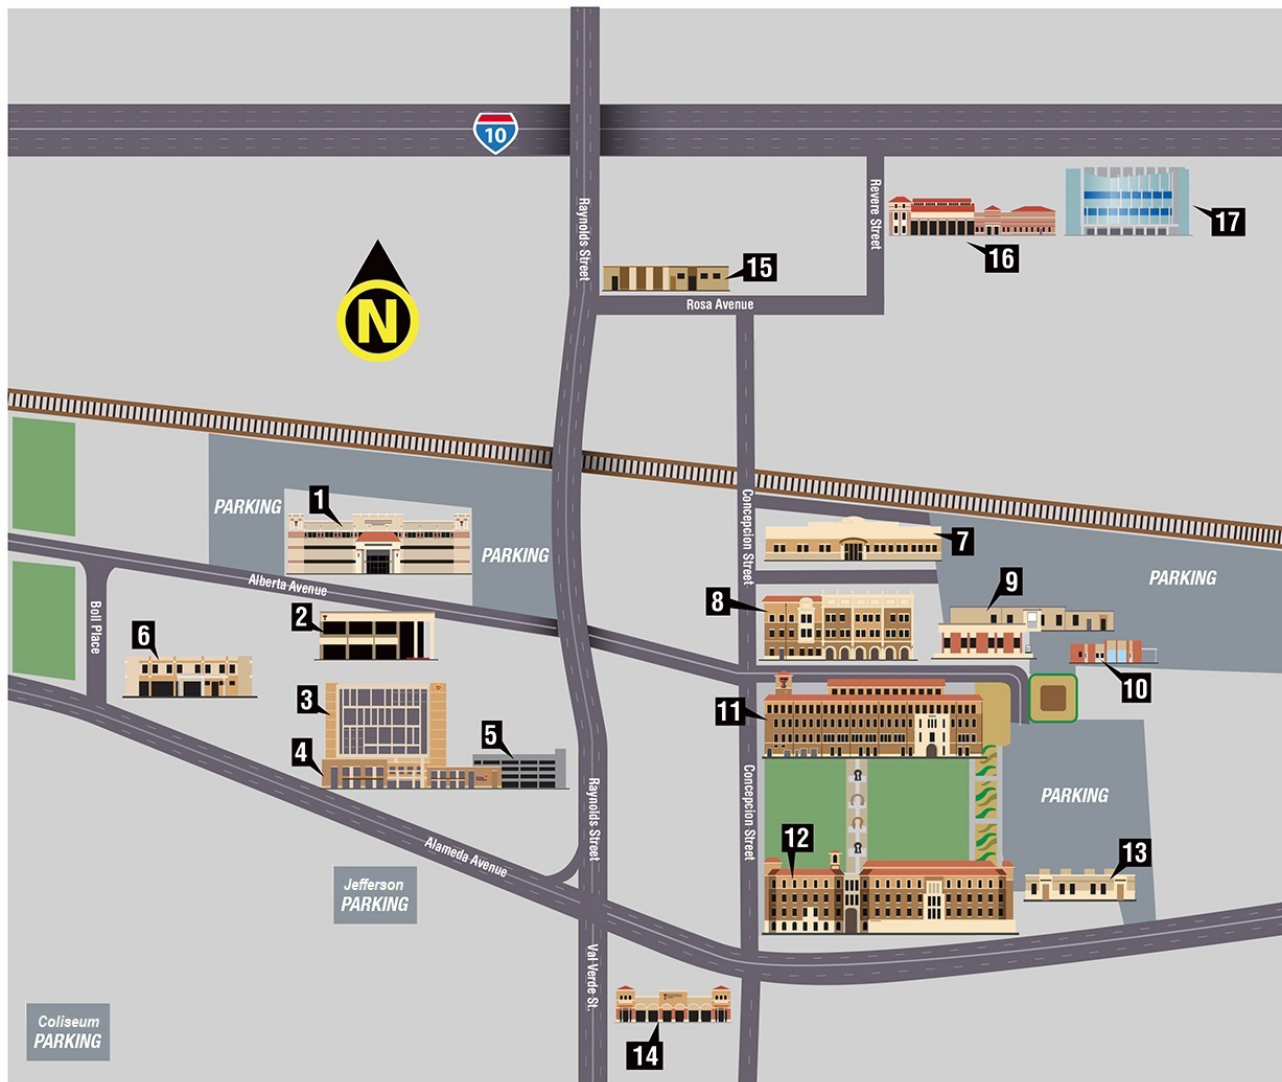 10
Raynolds Street
Revere Street
17
16
15
Rosa Avenue
N
PARKING
1
PARKING
Concepcion Street
7
PARKING
Alberta Avenue
Boll Place
2
8
9
6
3
10
11
4
5
Raynolds Street
Concepcion Street
PARKING
12
13
Alameda Avenue
Jefferson
PARKING
Val Verde St.
Coliseum
PARKING
14